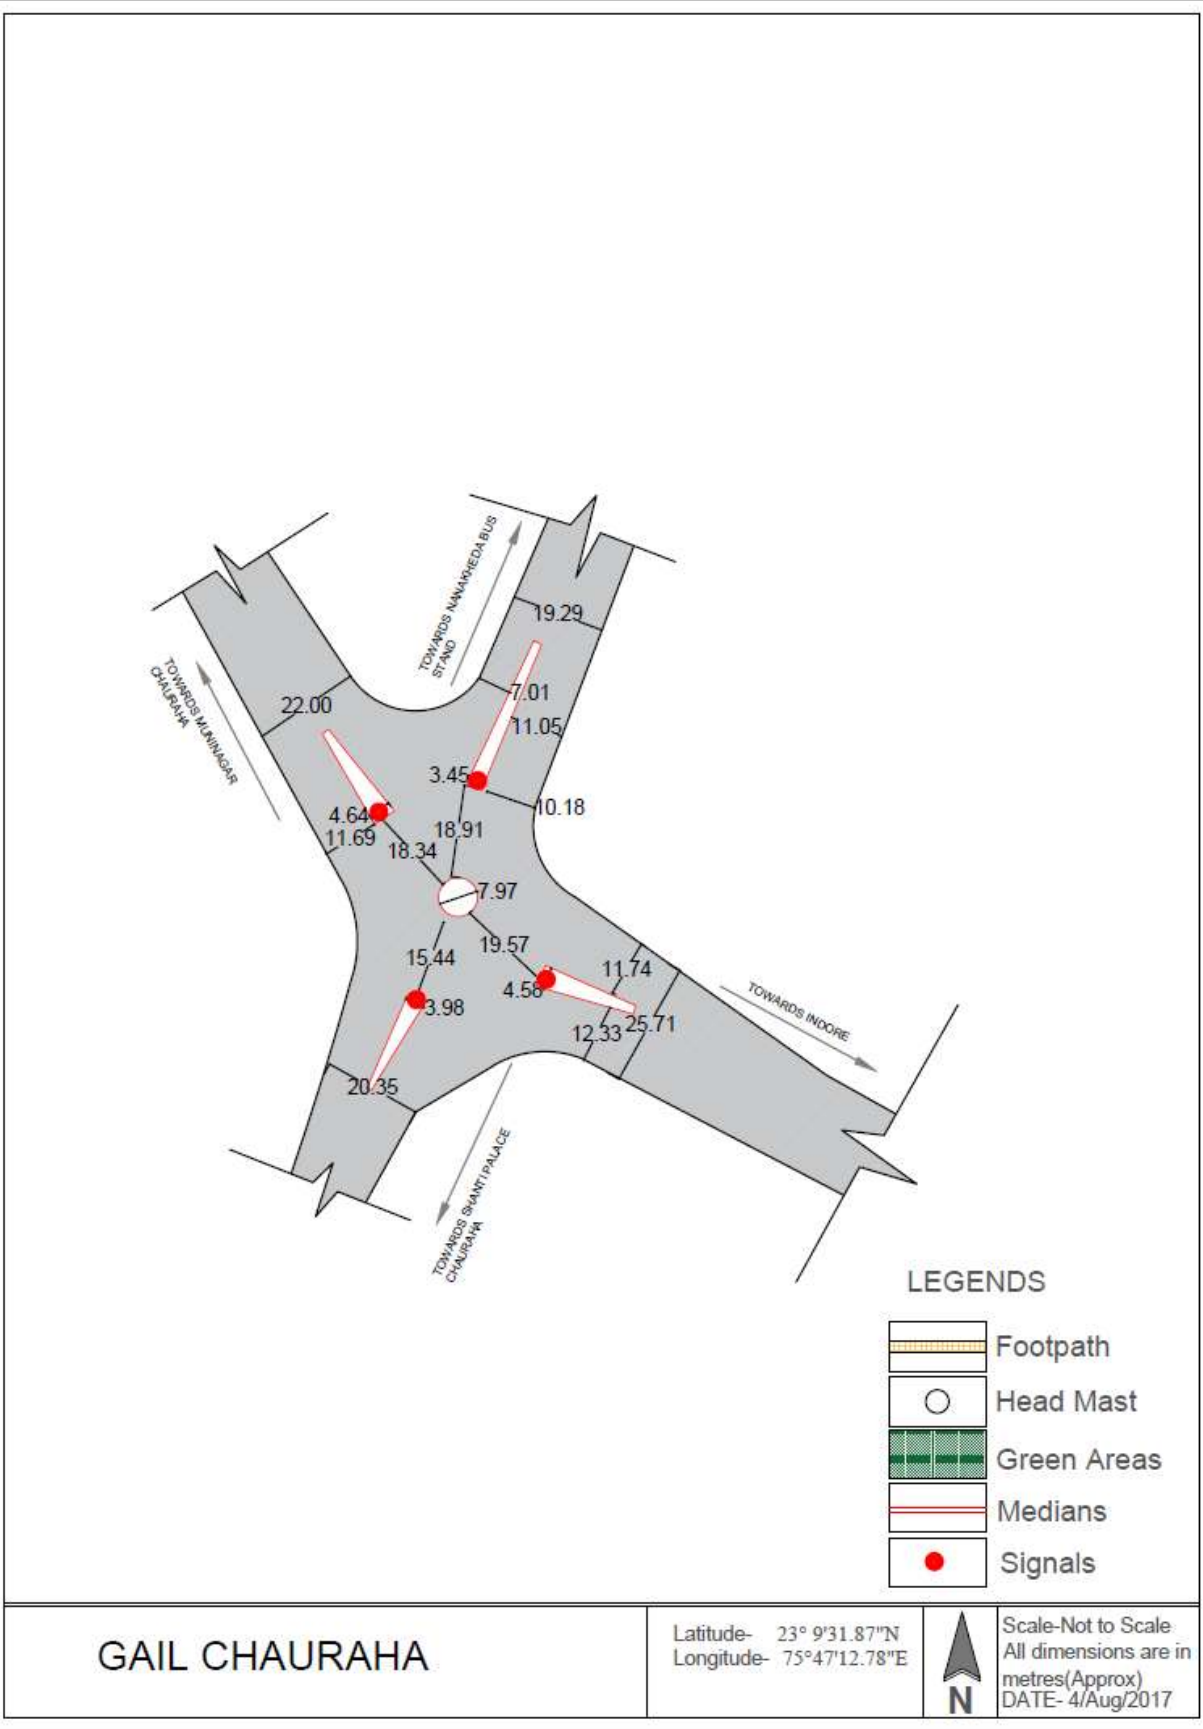 TOWARDS NANAKHEDA BUS
STAND
19.29
TOWARDS MUNINAGAR
CHAURAHA
22.00
7.01
11.05
3.45
10.18
4.64
11.69
18.34
18.91
7.97
15.44
19.57
11.74
4.58
3.98
12.33
25.71
TOWARDS INDORE
20.35
TOWARDS SHANTI PALACE
CHAURAHA
LEGENDS
Footpath
Head Mast
Green Areas
Medians
Signals
GAIL CHAURAHA
Latitude- 23° 9'31.87"N
Longitude- 75°47'12.78"E
N
Scale-Not to Scale
All dimensions are in
metres(Approx)
DATE- 4/Aug/2017